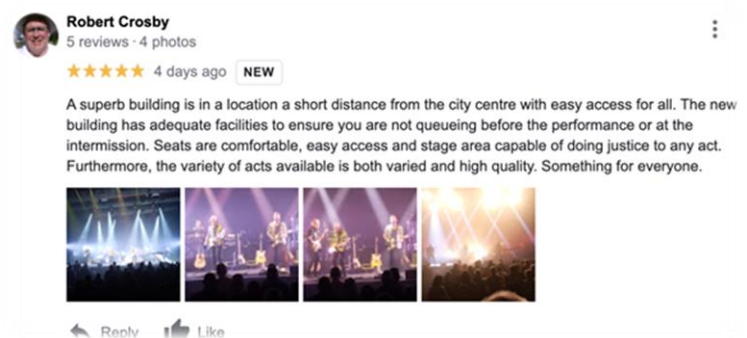 Robert Crosby
5 reviews · 4 photos
4 days ago NEW
A superb building is in a location a short distance from the city centre with easy access for all. The new
building has adequate facilities to ensure you are not queueing before the performance or at the
intermission. Seats are comfortable, easy access and stage area capable of doing justice to any act.
Furthermore, the variety of acts available is both varied and high quality. Something for everyone.
Reply Like